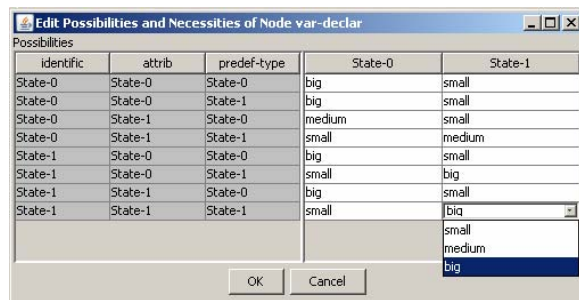 Edit Possibilities and Necessities of Node var-declar
Possibilities
identific attrib predef-type State-0 State-1
State-0 State-0 State-0 big small
State-0 State-0 State-1 big small
State-0 State-1 State-0 medium small
State-0 State-1 State-1 small medium
State-1 State-0 State-0 big small
State-1 State-0 State-1 small big
State-1 State-1 State-0 big small
State-1 State-1 State-1 small big
small
medium
big
OK Cancel